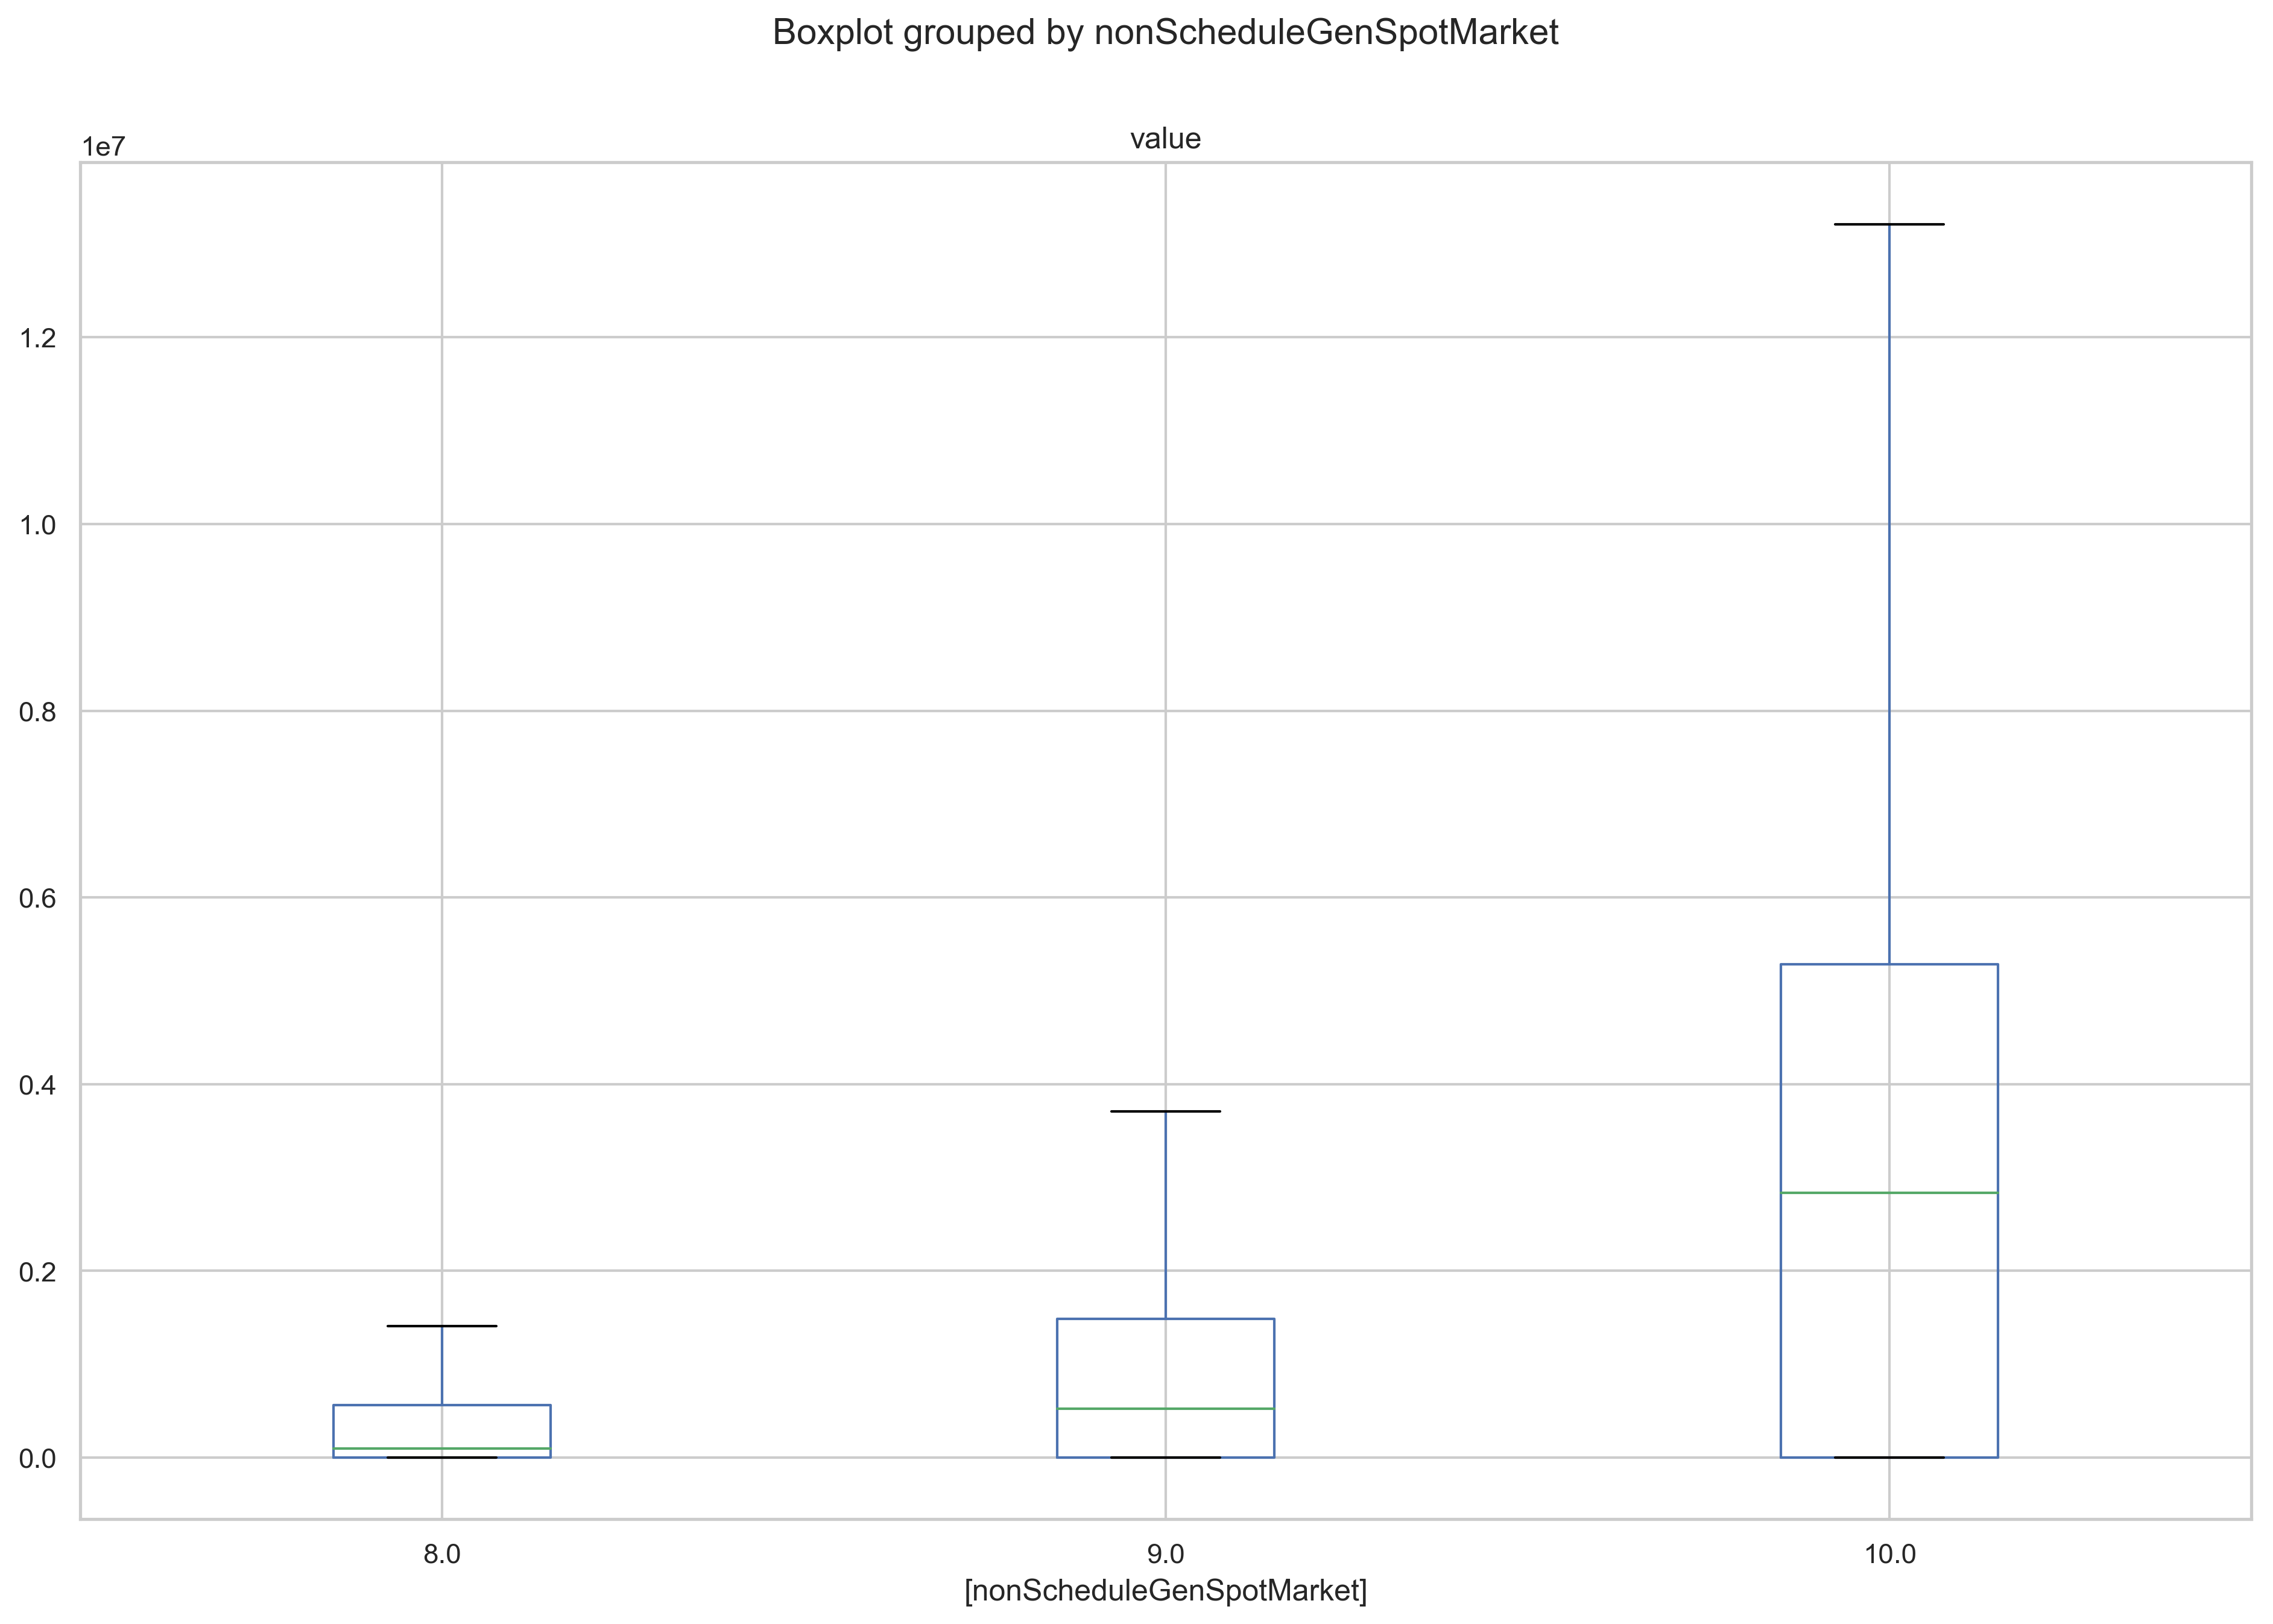 Boxplot grouped by nonScheduleGenSpotMarket
value
1e7
1.2
1.0
0.8
0.6
0.4
0.2
0.0
8.0 9.0 10.0
[nonScheduleGenSpotMarket]